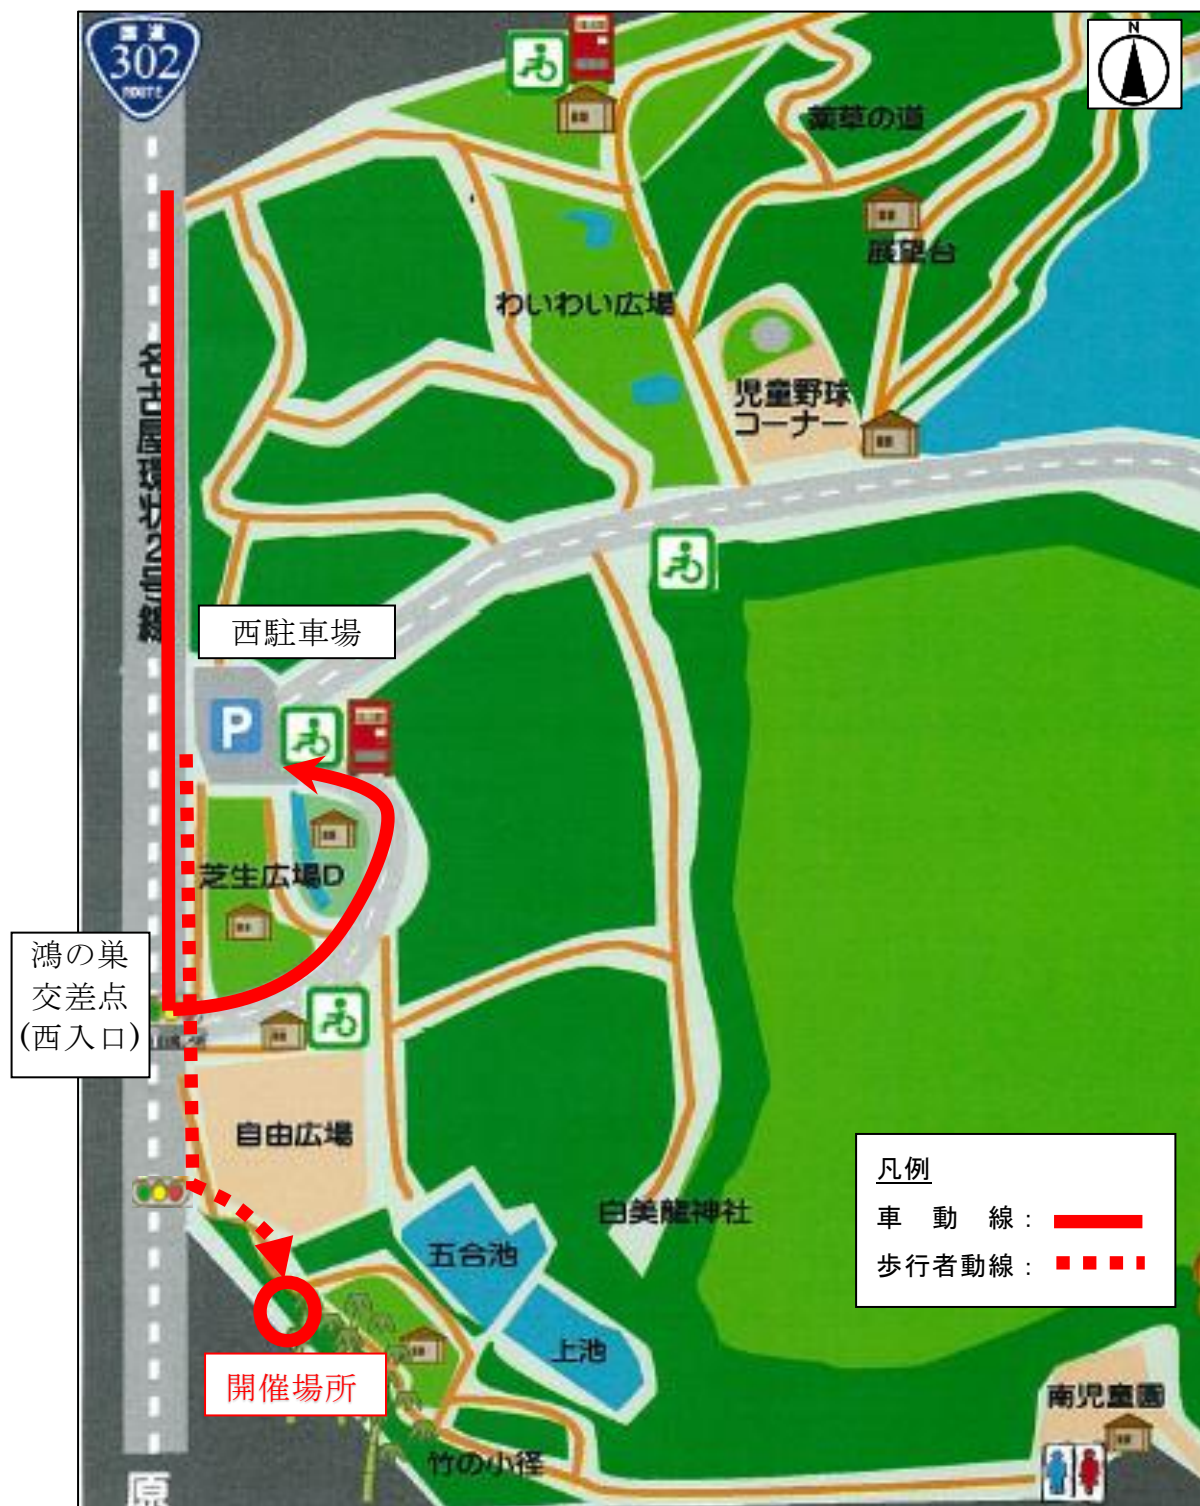 国道
302
ROUTE
N
薬草の道
展望台
わいわい広場
児童野球
コーナー
名古屋環状2号線
西駐車場
P
芝生広場D
鴻の巣
交差点
(西入口)
自由広場
白美龍神社
五合池
上池
凡例
車動線：
歩行者動線：
開催場所
南児童園
竹の小径
原